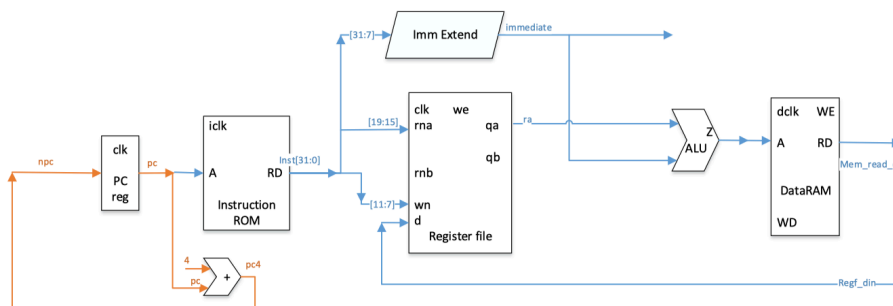 [31:7]
Imm Extend
immediate
npc
clk
PC
reg
pc
iclk
A
RD
Instruction
ROM
Inst[31:0]
[19:15]
[11:7]
clk we
rna
qa
rnb
qb
wn
d
Register file
ra
Z
ALU
dclk WE
A
RD
DataRAM
WD
Mem_read_
4
pc
+
pc4
Regf_din